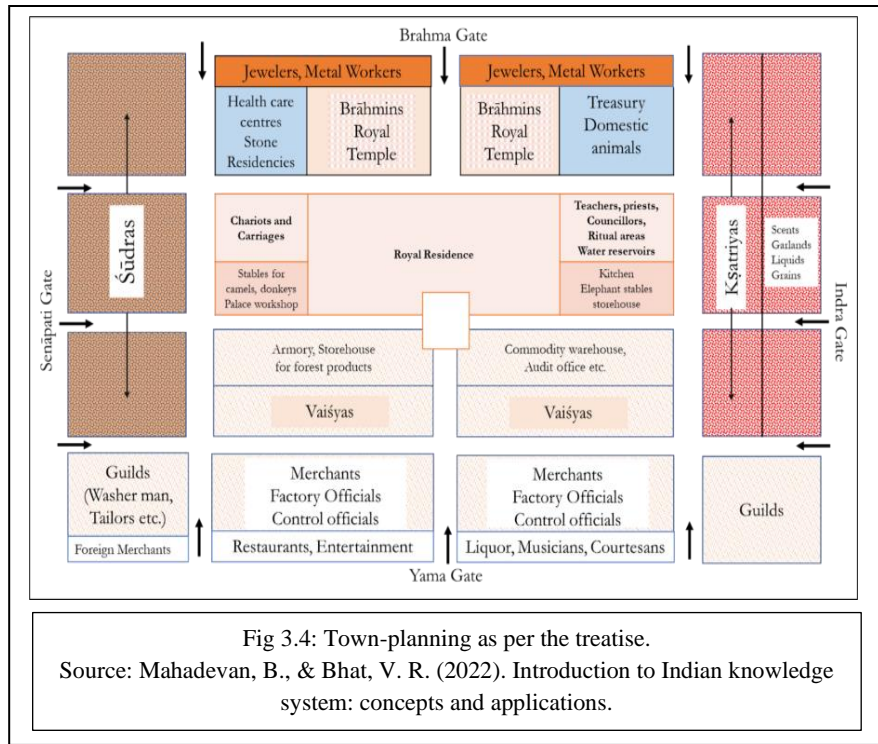 Brahma Gate
Jewelers, Metal Workers
Jewelers, Metal Workers
Health care
centres
Stone
Residencies
Brāhmins
Royal
Temple
Brāhmins
Royal
Temple
Treasury
Domestic
animals
Senāpati Gate
Śūdras
Chariots and
Carriages
Stables for
camels, donkeys
Palace workshop
Royal Residence
Teachers, priests,
Councillors,
Ritual areas
Water reservoirs
Kitchen
Elephant stables
storehouse
Kṣatriyas
Scents
Garlands
Liquids
Grains
Indra Gate
Armory, Storehouse
for forest products
Vaiśyas
Commodity warehouse,
Audit office etc.
Vaiśyas
Guilds
(Washer man,
Tailors etc.)
Foreign Merchants
Merchants
Factory Officials
Control officials
Restaurants, Entertainment
Merchants
Factory Officials
Control officials
Liquor, Musicians, Courtesans
Guilds
Yama Gate
Fig 3.4: Town-planning as per the treatise.
Source: Mahadevan, B., & Bhat, V. R. (2022). Introduction to Indian knowledge
system: concepts and applications.